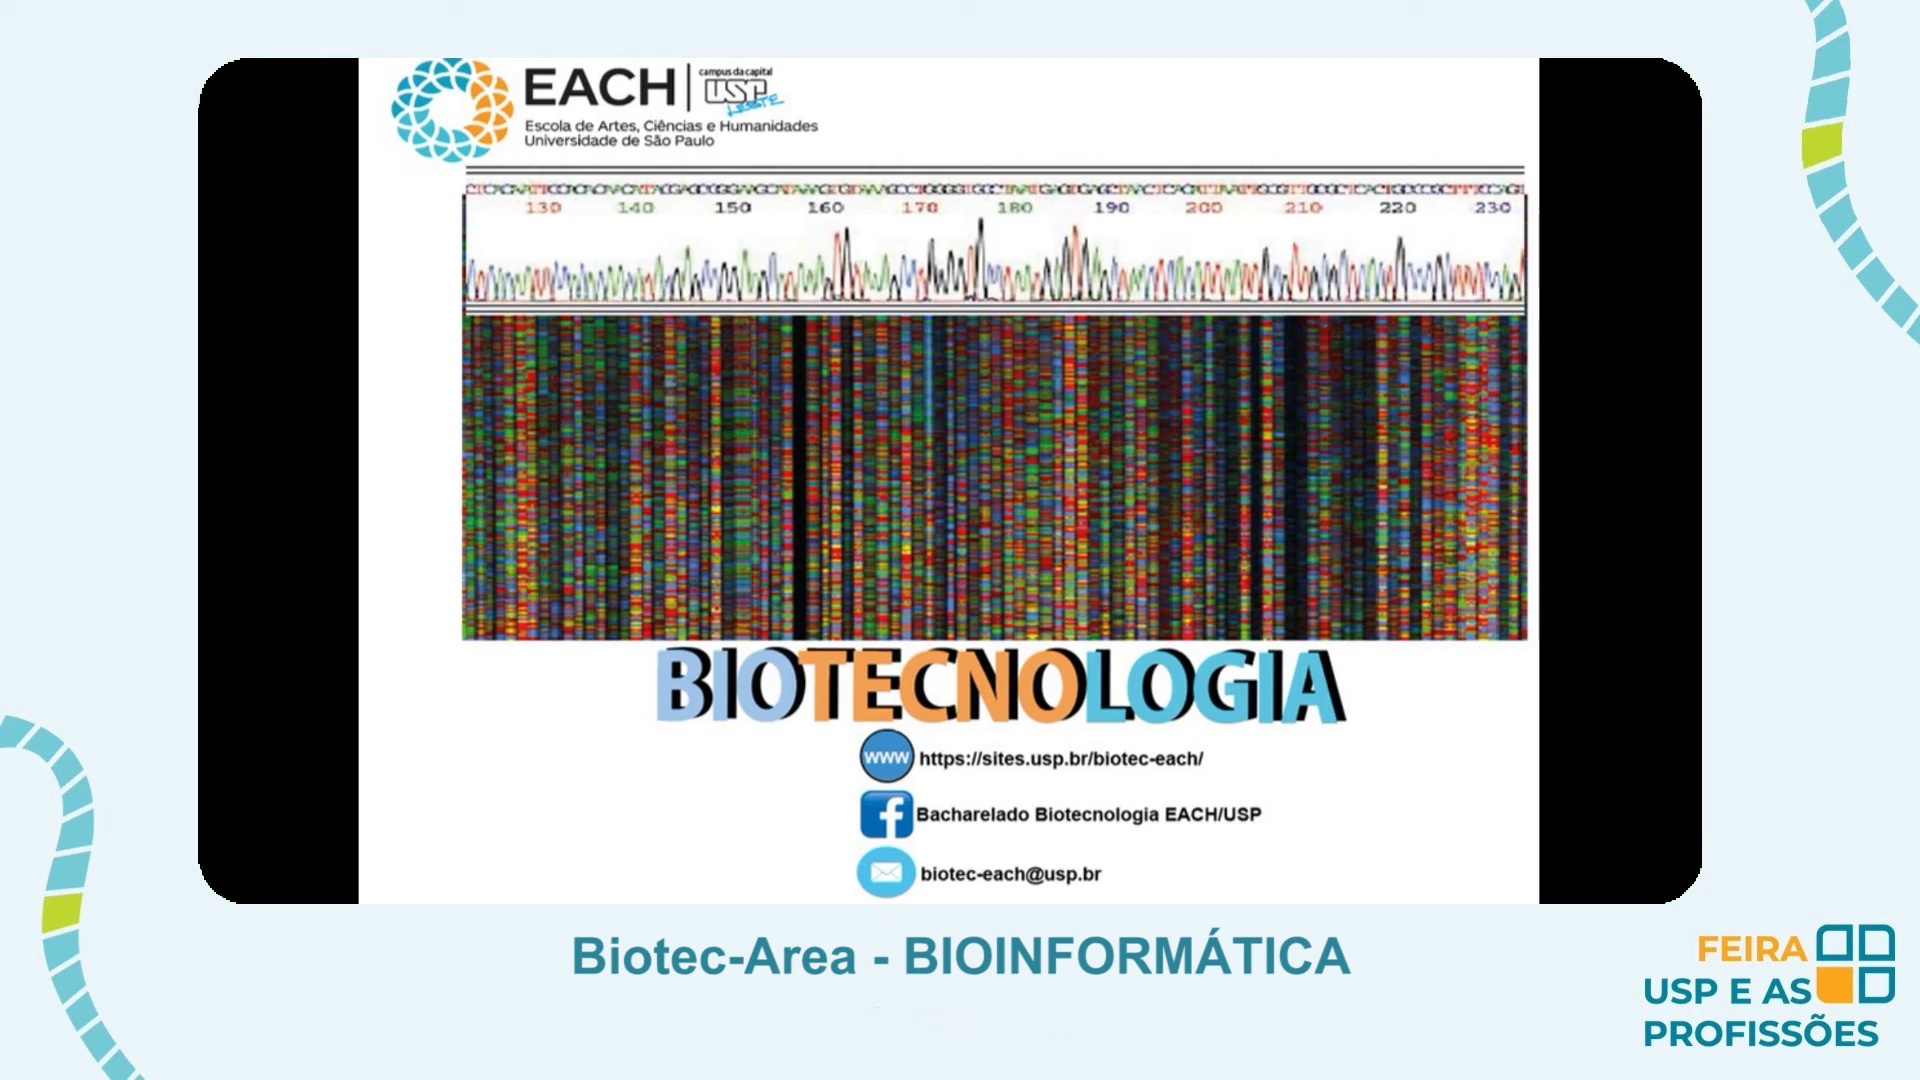 EACH
campus da capital
USP
LESTE
Escola de Artes, Ciências e Humanidades
Universidade de São Paulo
130 140 150 160 170 180 190 200 210 220 230
BIOTECNOLOGIA
www https://sites.usp.br/biotec-each/
f Bacharelado Biotecnologia EACH/USP
biotec-each@usp.br
Biotec-Area - BIOINFORMÁTICA
FEIRA
USP E AS
PROFISSÕES